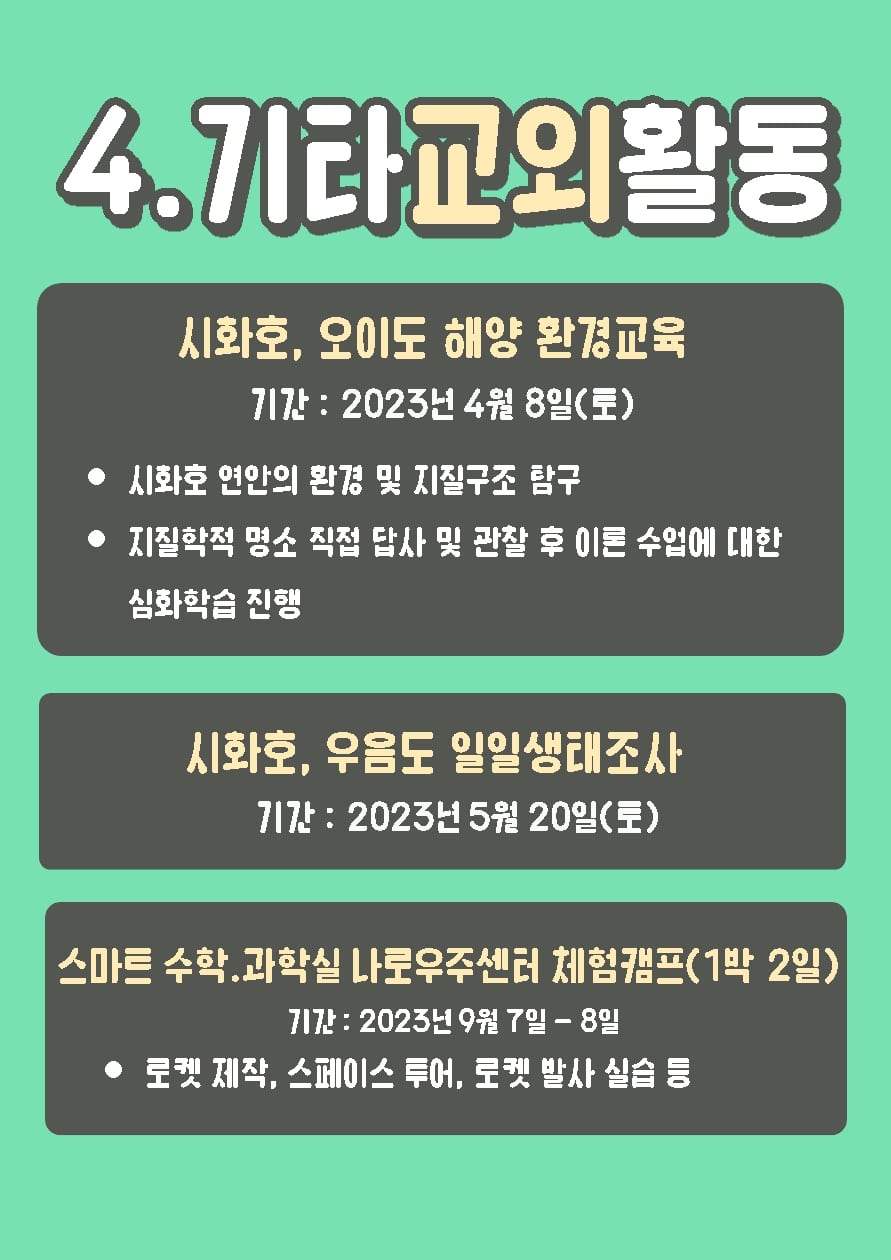 4.기타교외활동
시화호, 오이도 해양 환경교육
기간 : 2023년 4월 8일(토)
• 시화호 연안의 환경 및 지질구조 탐구
• 지질학적 명소 직접 답사 및 관찰 후 이론 수업에 대한
심화학습 진행
시화호, 우음도 일일생태조사
기간 : 2023년 5월 20일(토)
스마트 수학.과학실 나로우주센터 체험캠프(1박 2일)
기간 : 2023년 9월 7일 - 8일
• 로켓 제작, 스페이스 투어, 로켓 발사 실습 등